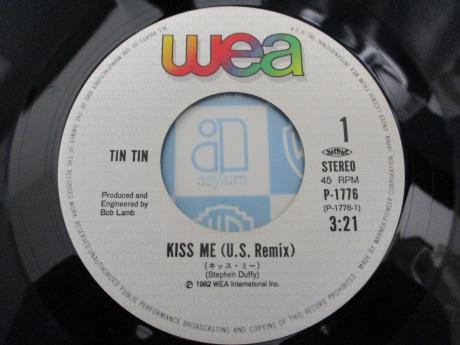 wea
1
TIN TIN
STEREO
45 RPM
P-1776
(P-1776-1)
3:21
Produced and
Engineered by
Bob Lamb
asylum
KISS ME (U.S. Remix)
(キッス・ミー)
(Stephen Duffy)
℗ 1982 WEA International Inc.